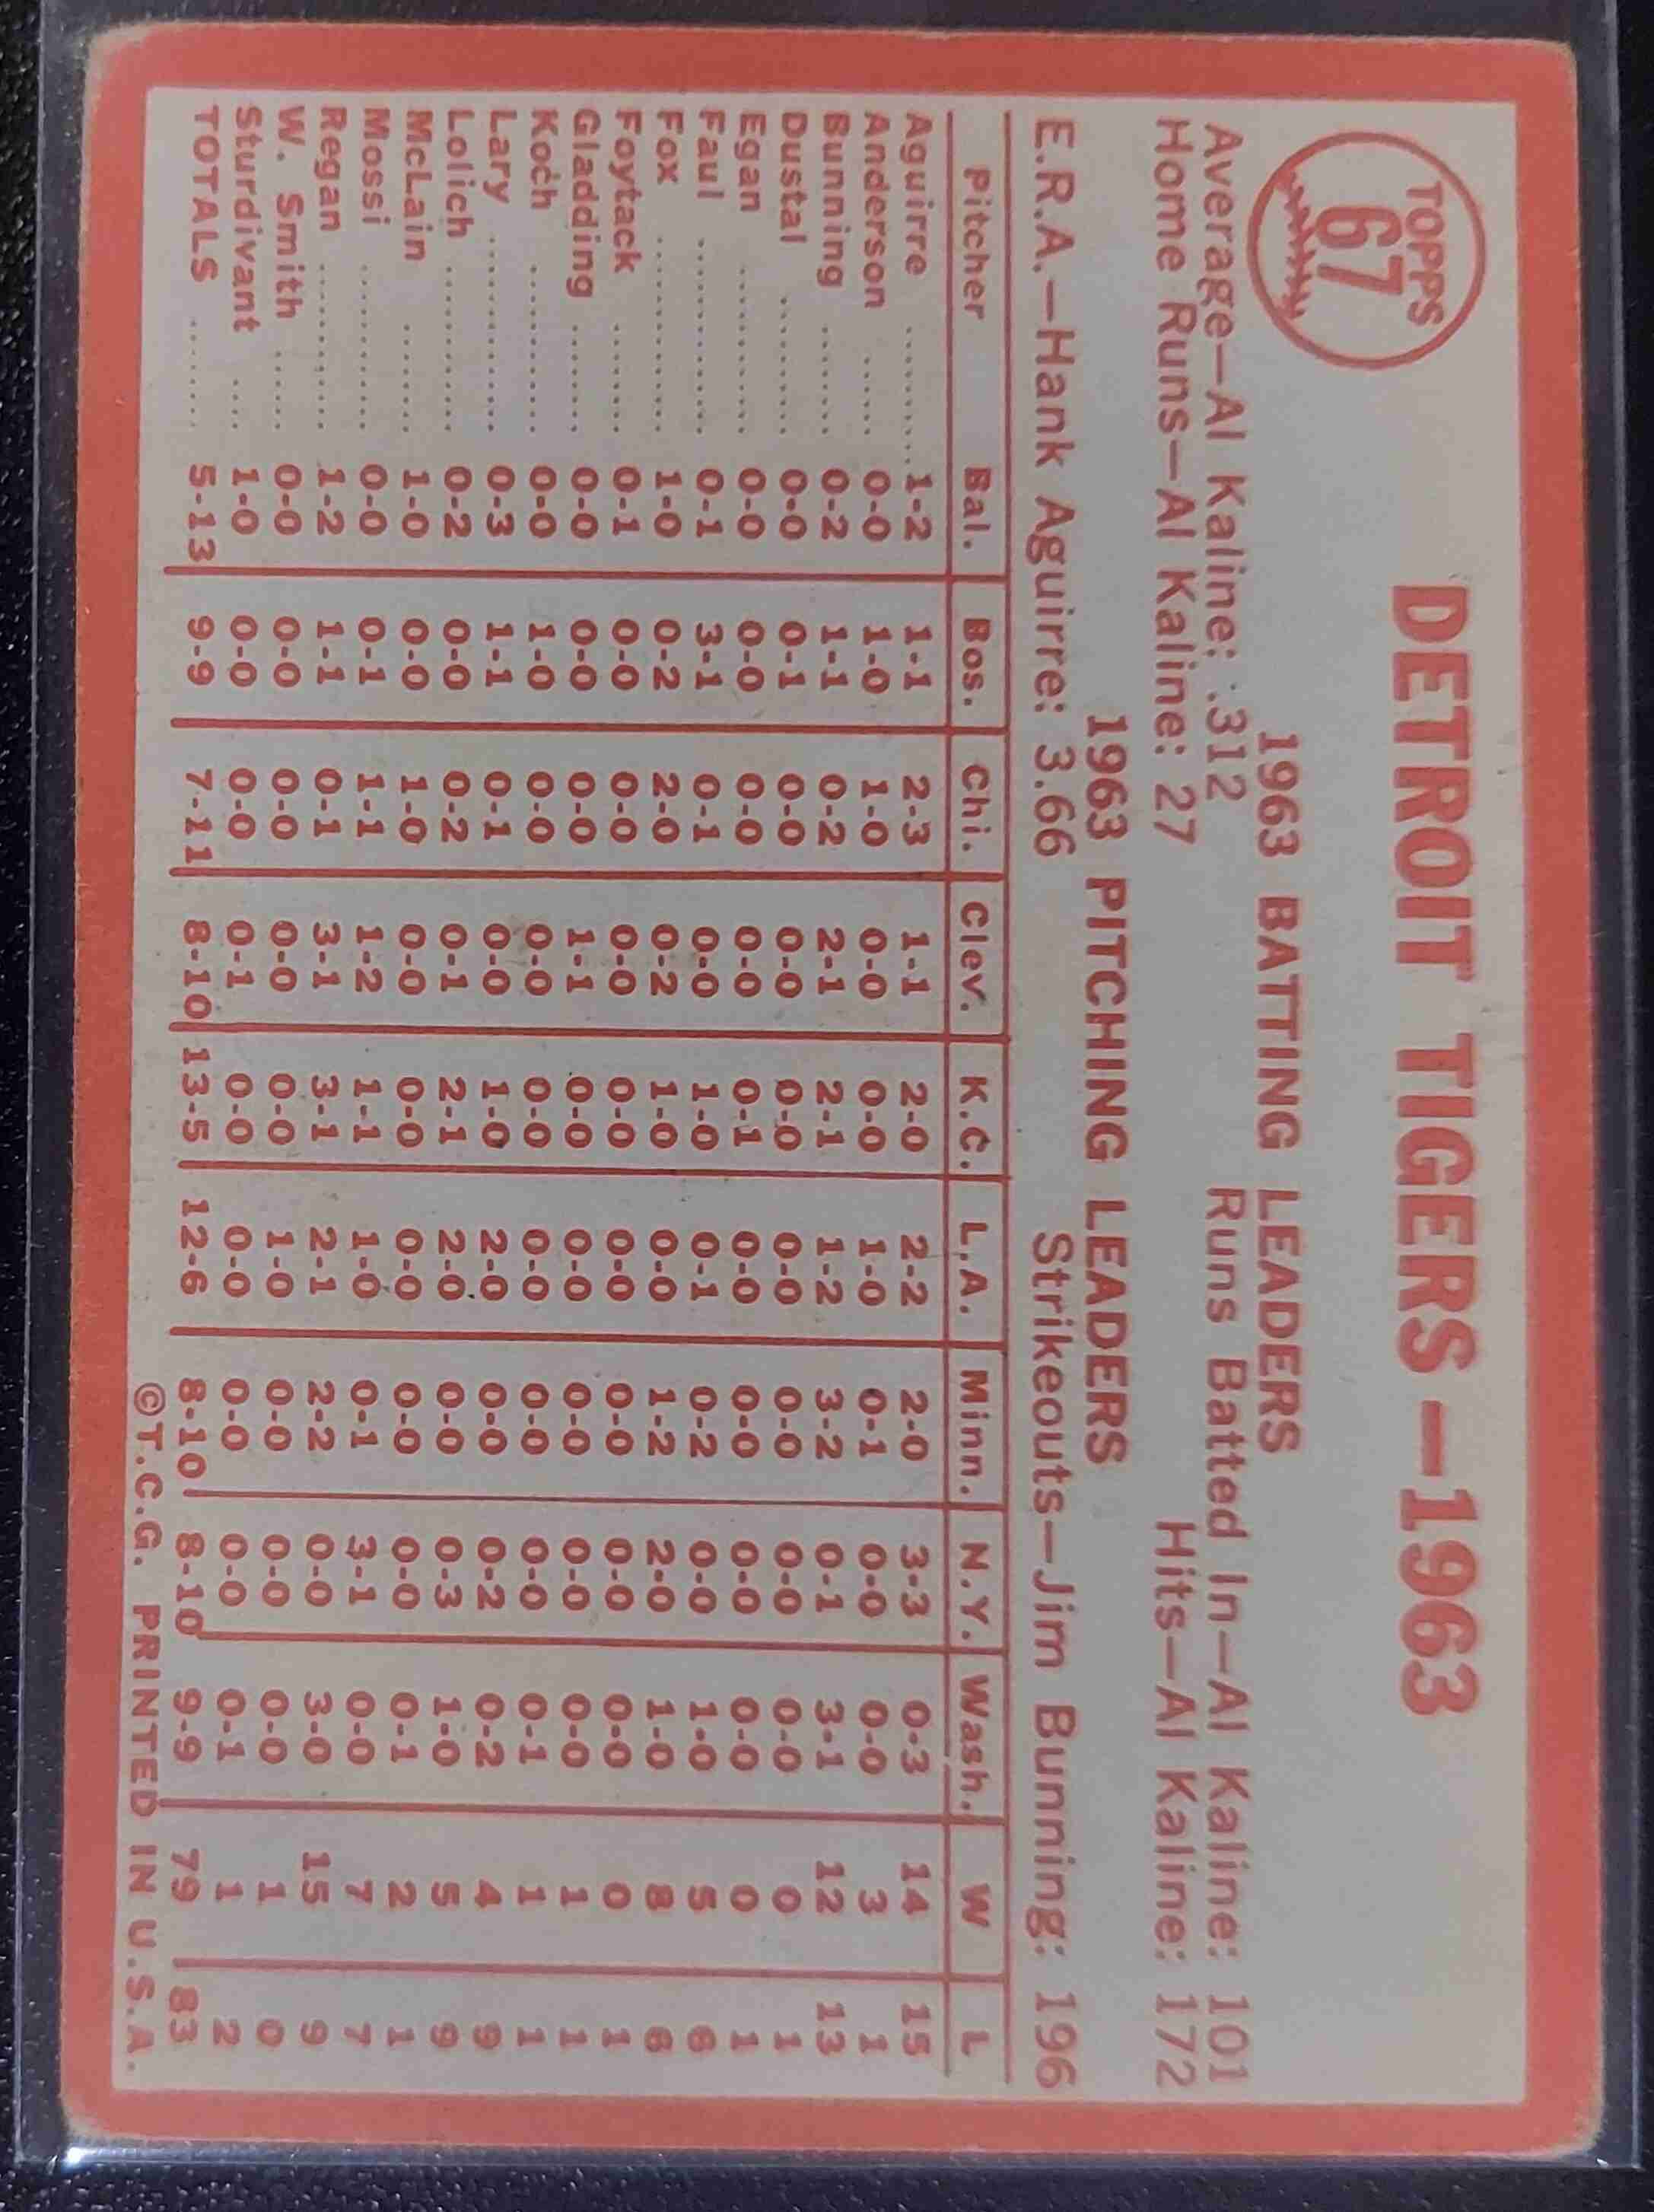 TOPPS
67
DETROIT TIGERS—1963
1963 BATTING LEADERS
Average—Al Kaline: .312 Runs Batted In—Al Kaline: 101
Home Runs—Al Kaline: 27 Hits—Al Kaline: 172
1963 PITCHING LEADERS
E.R.A.—Hank Aguirre: 3.66 Strikeouts—Jim Bunning: 196
Pitcher Bal. Bos. Chi. Clev. K.C. L.A. Minn. N.Y. Wash. W L
Aguirre 1-2 1-1 2-3 1-1 2-0 2-2 2-0 3-3 0-3 14 15
Anderson 0-0 1-0 1-0 0-0 0-0 1-0 0-1 0-0 0-0 3 1
Bunning 0-2 1-1 0-2 2-1 2-1 1-2 3-2 0-1 3-1 12 13
Dustal 0-0 0-1 0-0 0-0 0-0 0-0 0-0 0-0 0-0 0 1
Egan 0-0 0-0 0-0 0-0 0-1 0-0 0-0 0-0 0-0 0 1
Faul 0-1 3-1 0-1 0-0 1-0 0-1 0-2 0-0 1-0 5 6
Fox 1-0 0-2 2-0 0-2 1-0 0-0 1-2 2-0 1-0 8 6
Foytack 0-1 0-0 0-0 0-0 0-0 0-0 0-0 0-0 0-0 0 1
Gladding 0-0 0-0 0-0 1-1 0-0 0-0 0-0 0-0 0-0 1 1
Koch 0-0 1-0 0-0 0-0 0-0 0-0 0-0 0-0 0-1 1 1
Lary 0-3 1-1 0-1 0-0 1-0 2-0 0-0 0-2 0-2 4 9
Lolich 0-2 0-0 0-2 0-1 2-1 2-0 0-0 0-3 1-0 5 9
McLain 1-0 0-0 1-0 0-0 0-0 0-0 0-0 0-0 0-1 2 1
Mossi 0-0 0-1 1-1 1-2 1-1 1-0 0-1 3-1 0-0 7 7
Regan 1-2 1-1 0-1 3-1 3-1 2-1 2-2 0-0 3-0 15 9
W. Smith 0-0 0-0 0-0 0-0 0-0 1-0 0-0 0-0 0-0 1 0
Sturdivant 1-0 0-0 0-0 0-1 0-0 0-0 0-0 0-0 0-1 1 2
TOTALS 5-13 9-9 7-11 8-10 13-5 12-6 8-10 8-10 9-9 79 83
©T.C.G. PRINTED IN U.S.A.